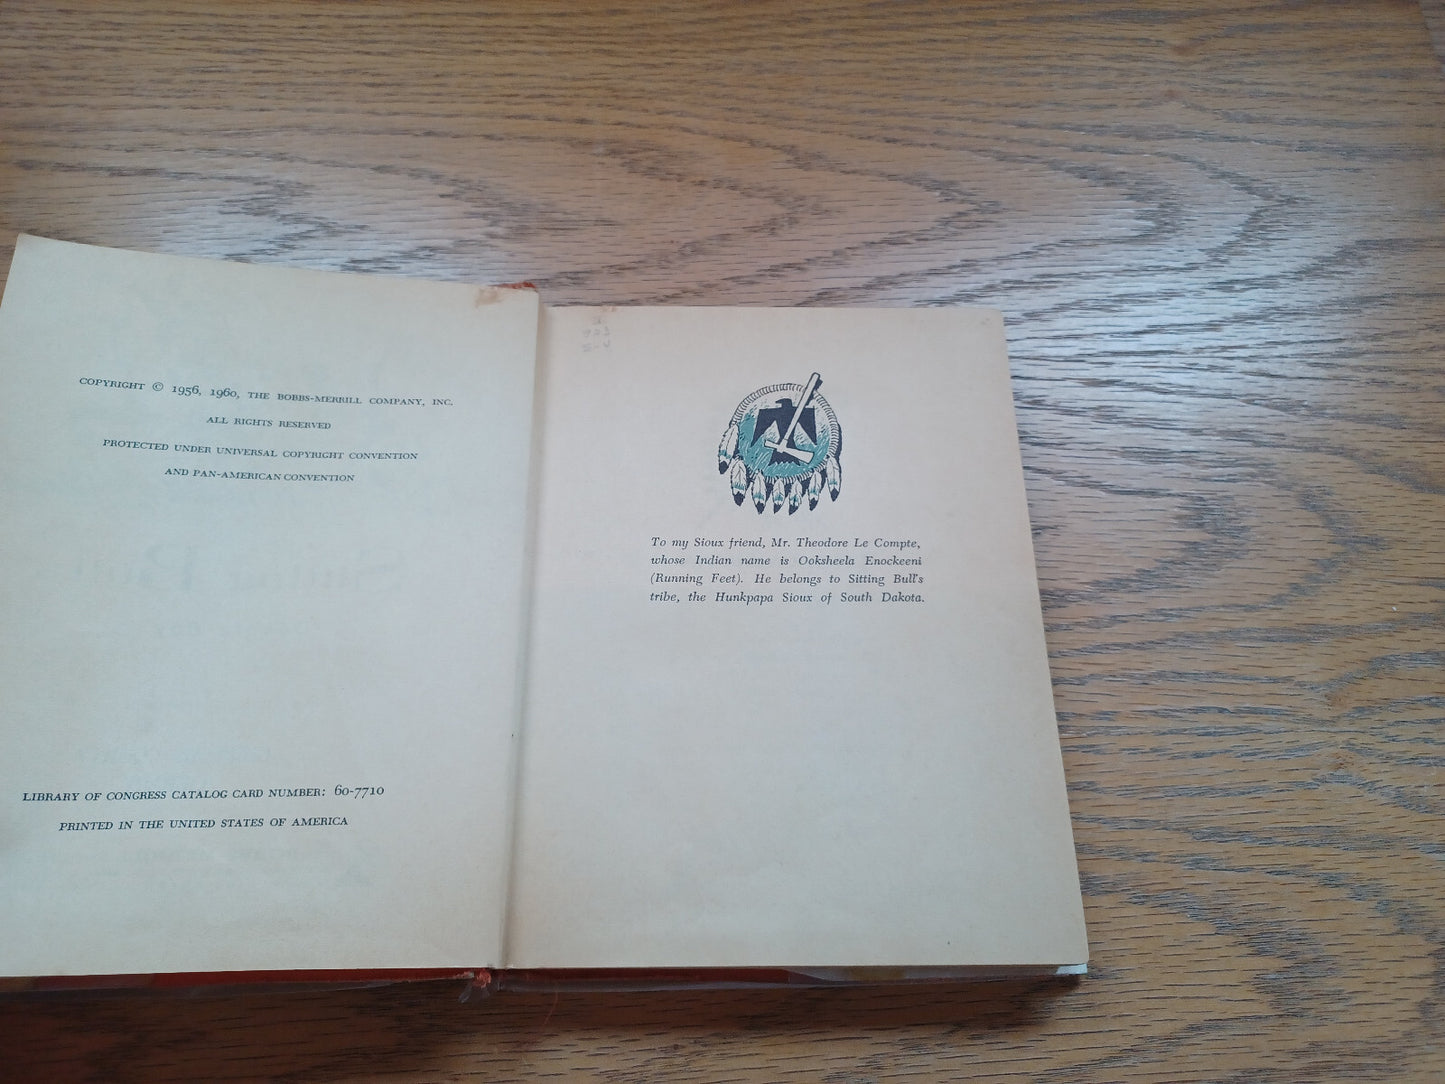 COPYRIGHT © 1956, 1960, THE BOBBS-MERRILL COMPANY, INC.
ALL RIGHTS RESERVED
PROTECTED UNDER UNIVERSAL COPYRIGHT CONVENTION
AND PAN-AMERICAN CONVENTION
LIBRARY OF CONGRESS CATALOG CARD NUMBER: 60-7710
PRINTED IN THE UNITED STATES OF AMERICA
To my Sioux friend, Mr. Theodore Le Compte,
whose Indian name is Ooksheela Enockeeni
(Running Feet). He belongs to Sitting Bull's
tribe, the Hunkpapa Sioux of South Dakota.